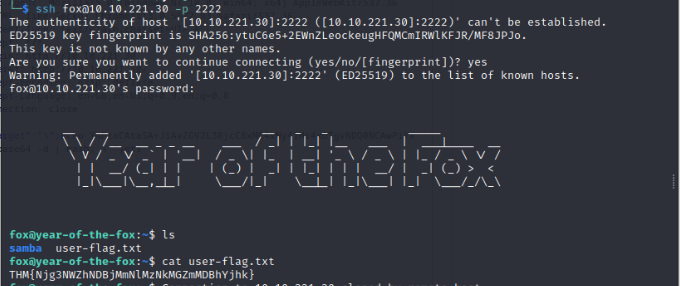 └─$ ssh fox@10.10.221.30 -p 2222
The authenticity of host '[10.10.221.30]:2222 ([10.10.221.30]:2222)' can't be established.
ED25519 key fingerprint is SHA256:ytuC6e5+2EWnZLeockeugHFQMCmIRWlKFJR/MF8JPJo.
This key is not known by any other names.
Are you sure you want to continue connecting (yes/no/[fingerprint])? yes
Warning: Permanently added '[10.10.221.30]:2222' (ED25519) to the list of known hosts.
fox@10.10.221.30's password:
Year of the Fox
fox@year-of-the-fox:~$ ls
samba user-flag.txt
fox@year-of-the-fox:~$ cat user-flag.txt
THM{Njg3NWZhNDBjMmNlMzNkMGZmMDBhYjhk}